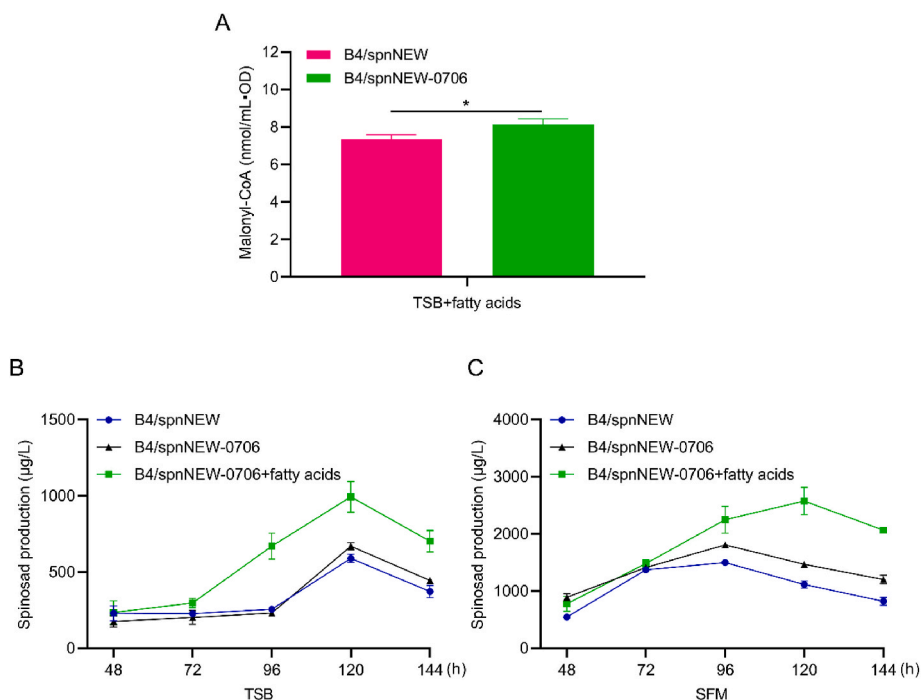 A
B4/spnNEW
B4/spnNEW-0706
Malonyl-CoA (nmol/mL•OD)
12
10
8
6
4
2
0
*
TSB+fatty acids
B
B4/spnNEW
B4/spnNEW-0706
B4/spnNEW-0706+fatty acids
Spinosad production (µg/L)
1500
1000
500
0
48 72 96 120 144 (h)
TSB
C
B4/spnNEW
B4/spnNEW-0706
B4/spnNEW-0706+fatty acids
Spinosad production (µg/L)
4000
3000
2000
1000
0
48 72 96 120 144 (h)
SFM